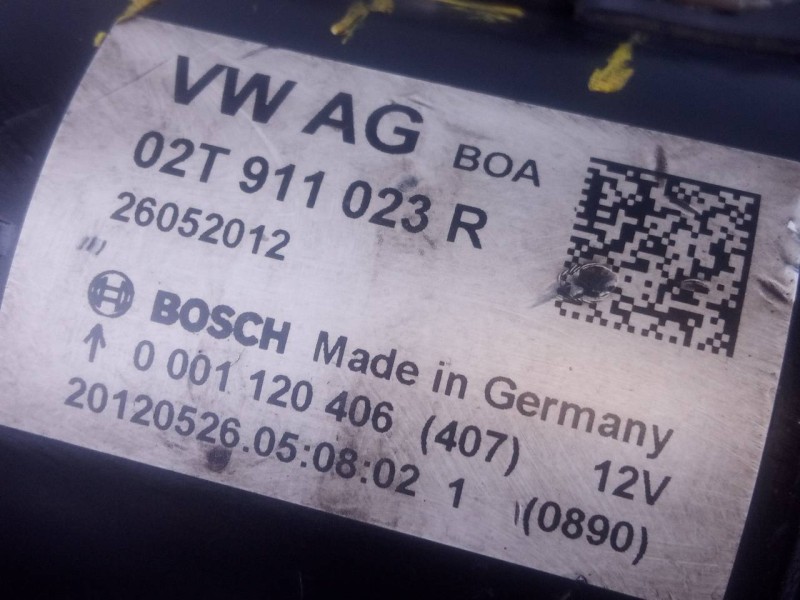 VW AG BOA
02T 911 023 R
26052012
BOSCH Made in Germany
↑ 0 001 120 406 (407) 12V
20120526.05:08:02 1 (0890)